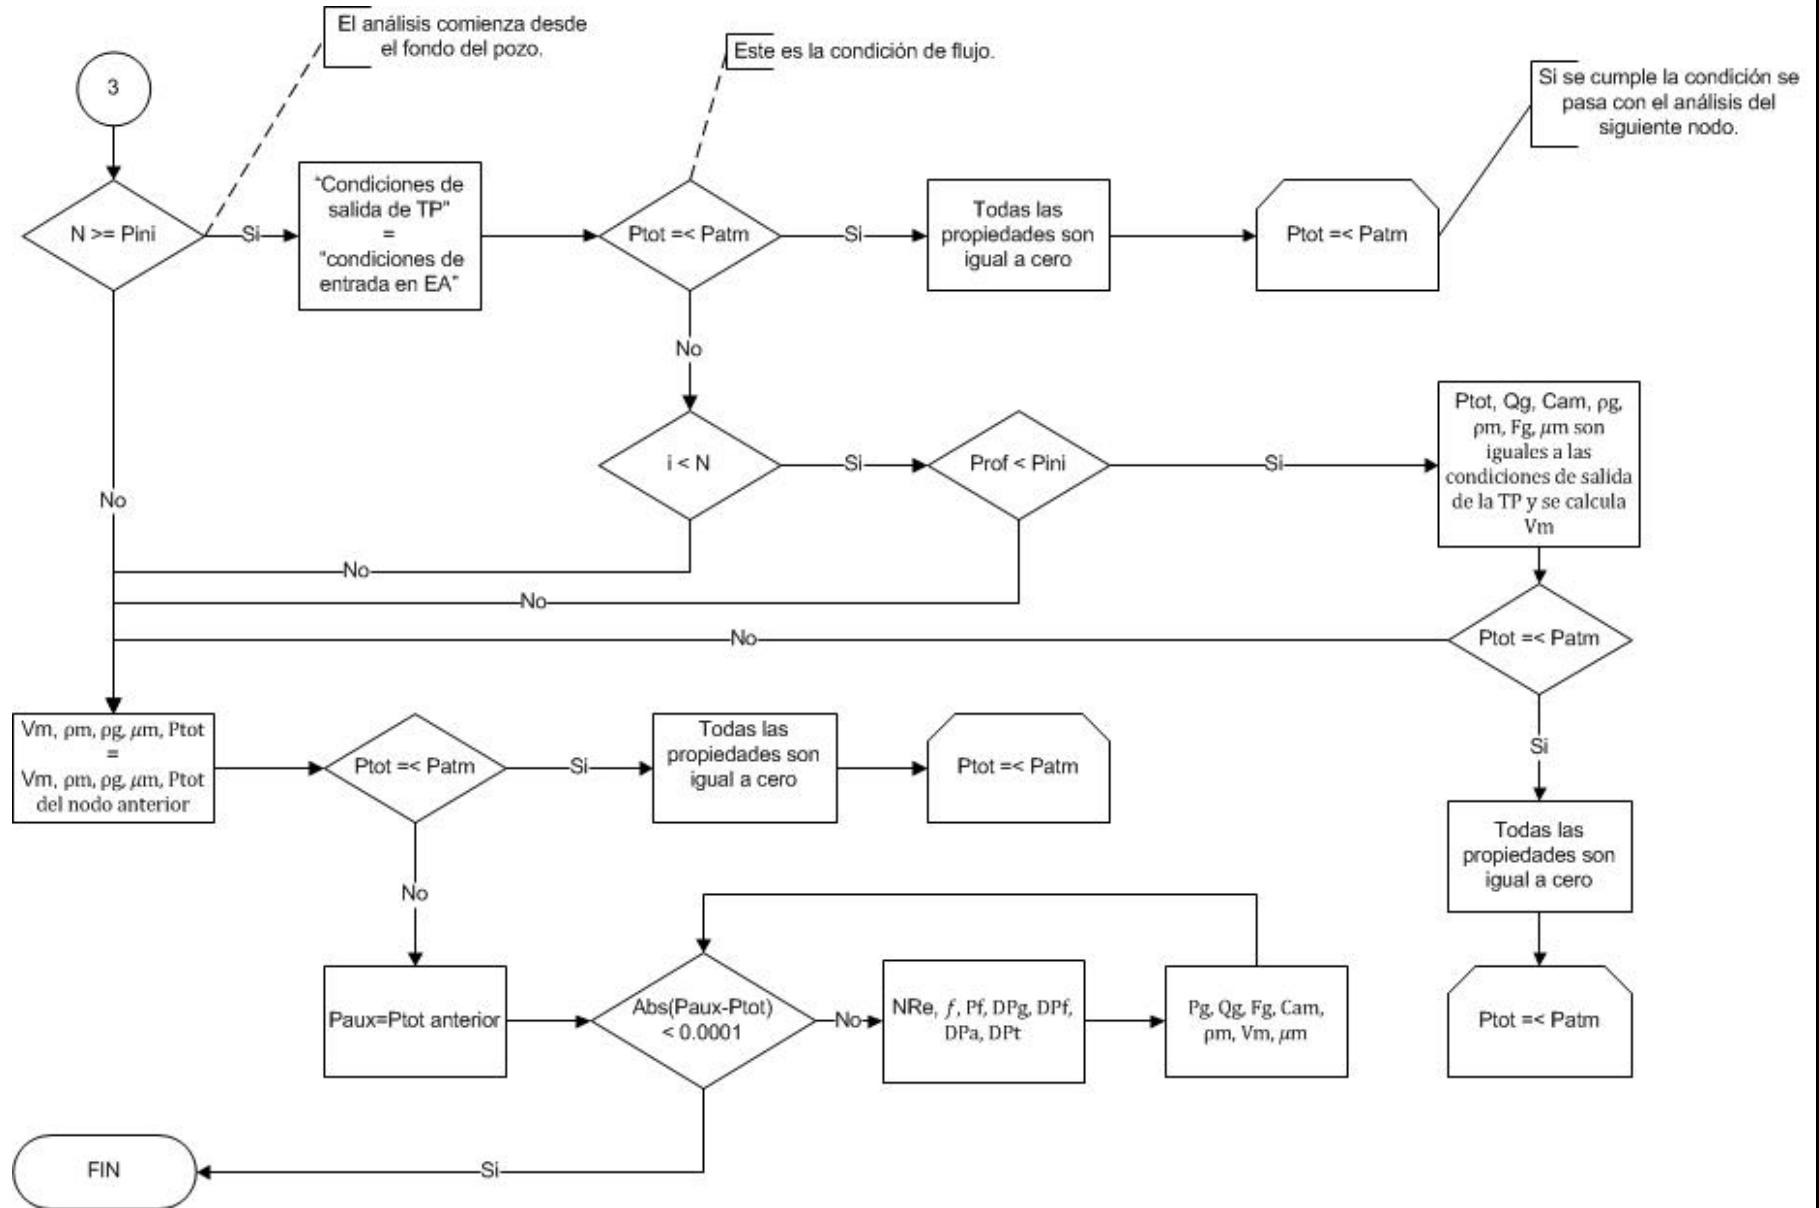 El análisis comienza desde
el fondo del pozo.
Este es la condición de flujo.
Si se cumple la condición se
pasa con el análisis del
siguiente nodo.
3
N >= Pini
Si
“Condiciones de
salida de TP”
=
“condiciones de
entrada en EA”
Ptot =< Patm
Si
Todas las
propiedades son
igual a cero
Ptot =< Patm
No
No
i < N
Si
Prof < Pini
Si
Ptot, Qg, Cam, ρg,
ρm, Fg, μm son
iguales a las
condiciones de salida
de la TP y se calcula
Vm
No
No
No
Ptot =< Patm
Si
Vm, ρm, ρg, μm, Ptot
=
Vm, ρm, ρg, μm, Ptot
del nodo anterior
Ptot =< Patm
Si
Todas las
propiedades son
igual a cero
Ptot =< Patm
Todas las
propiedades son
igual a cero
No
Paux=Ptot anterior
Abs(Paux-Ptot)
< 0.0001
No
NRe, f, Pf, DPg, DPf,
DPa, DPt
Pg, Qg, Fg, Cam,
ρm, Vm, μm
Ptot =< Patm
Si
FIN